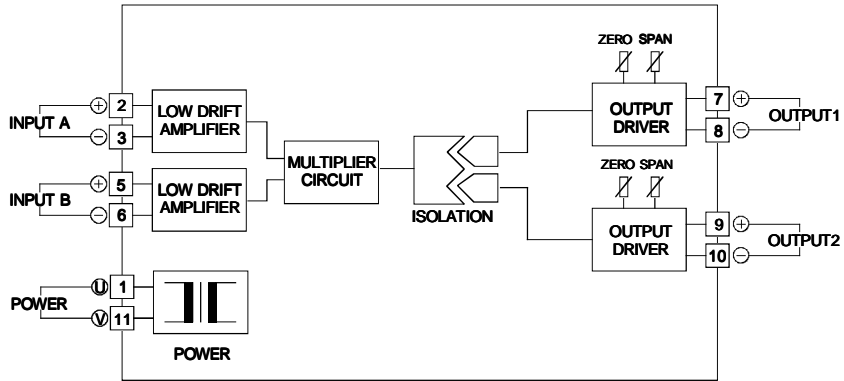 ZERO SPAN
INPUT A
+ 2
− 3
LOW DRIFT
AMPLIFIER
INPUT B
+ 5
− 6
LOW DRIFT
AMPLIFIER
MULTIPLIER
CIRCUIT
ISOLATION
OUTPUT
DRIVER
7 +
8 −
OUTPUT1
ZERO SPAN
OUTPUT
DRIVER
9 +
10 −
OUTPUT2
POWER
U 1
V 11
POWER